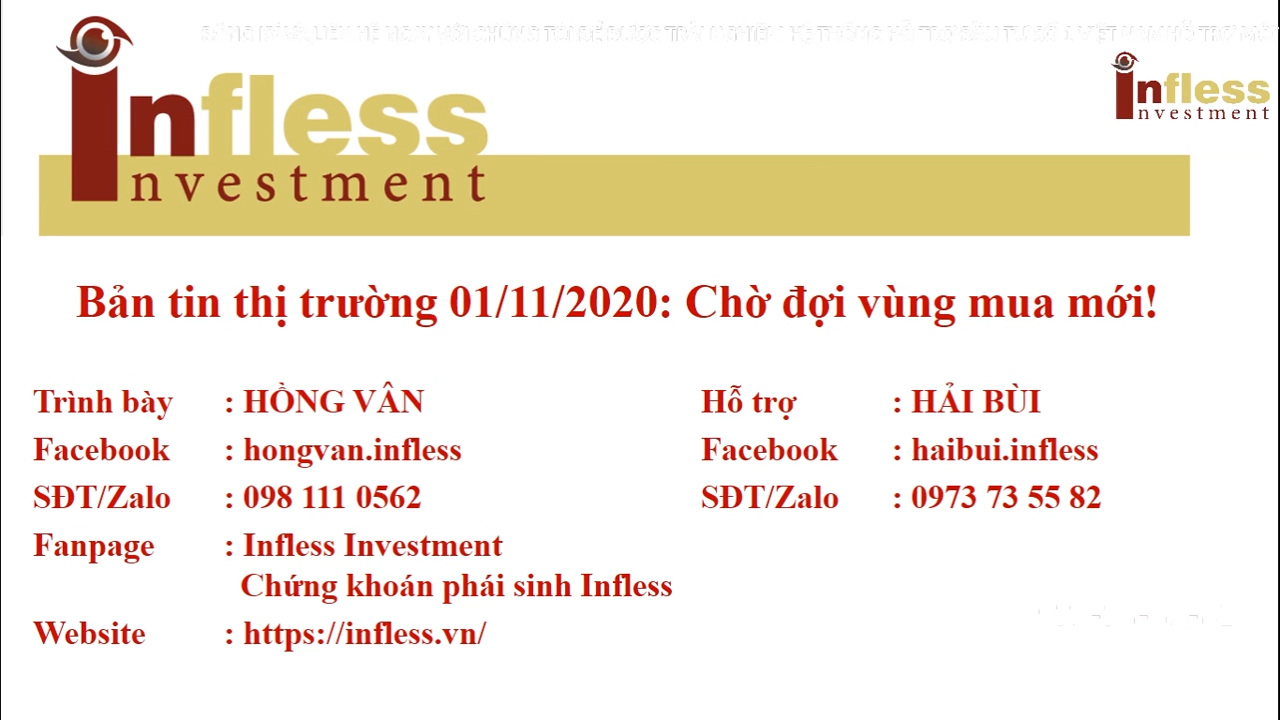 Infless
Investment
Infless
Investment
Bản tin thị trường 01/11/2020: Chờ đợi vùng mua mới!
Trình bày : HỒNG VÂN
Facebook : hongvan.infless
SĐT/Zalo : 098 111 0562
Fanpage : Infless Investment
Chứng khoán phái sinh Infless
Website : https://infless.vn/
Hỗ trợ : HẢI BÙI
Facebook : haibui.infless
SĐT/Zalo : 0973 73 55 82